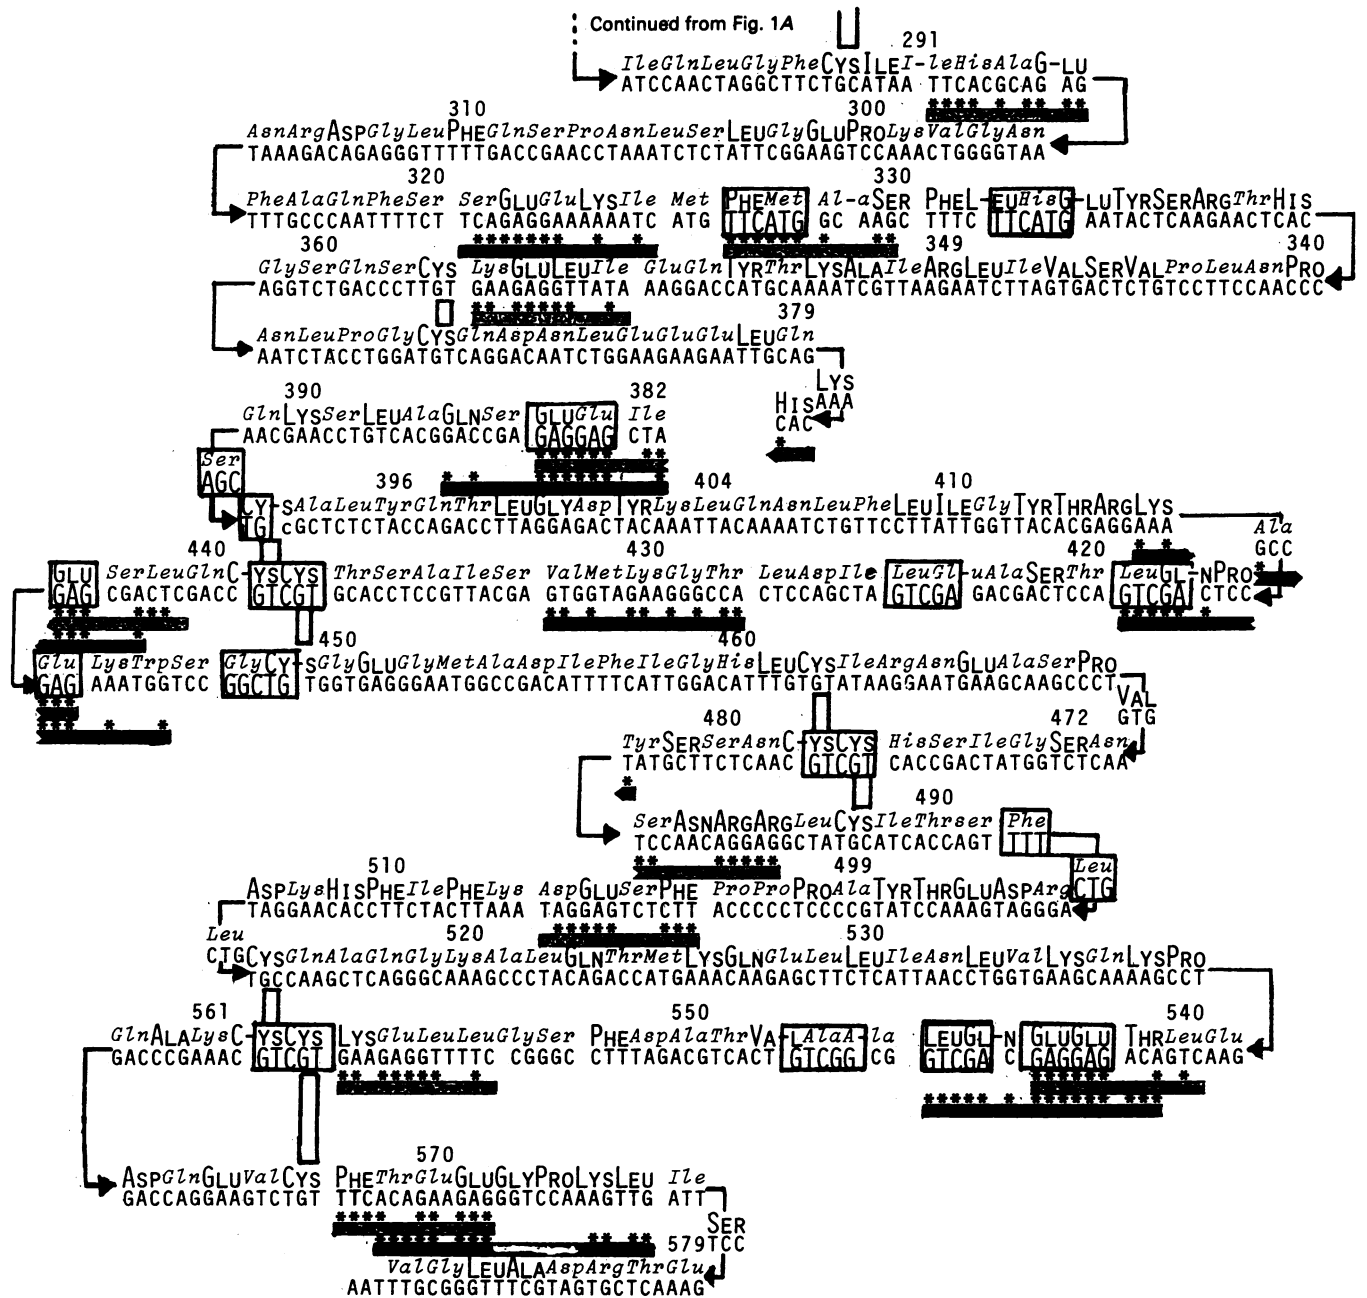 Continued from Fig. 1A
291
IleGlnLeuGlyPheCYSILEI-leHisAlaG-LU
ATCCAACTAGGCTTCTGCATAA TTCACGCAG AG
**** * ** **
310 300
AsnArgASPGlyLeuPHEGlnSerProAsnLeuSerLEUGlyGLUPROLysValGlyAsn
TAAAGACAGAGGGTTTTTGACCGAACCTAAATCTCTATTCGGAAGTCCAAACTGGGGTAA
320 330
PheAlaGlnPheSer SerGLUGluLYSIle Met PHEMet Al-aSER PHEL-EUHisG-LUTYRSERARGThrHIS
TTTGCCCAATTTTCT TCAGAGGAAAAAATC ATG TTCATG GC AAGC TTTC TTCATG AATACTCAAGAACTCAC
******* * * ****** * **
360 349 340
GlySerGlnSerCYS LysGLULEUIle GluGlnTYRThrLYSALAIleARGLEUIleVALSERVALProLeuAsnPRO
AGGTCTGACCCTTGT GAAGAGGTTATA AAGGACCATGCAAAATCGTTAAGAATCTTAGTGACTCTGTCCTTCCAACCC
** ***** *
379
AsnLeuProGlyCYSGlnAspAsnLeuGluGluGluLEUGln
AATCTACCTGGATGTCAGGACAATCTGGAAGAAGAATTGCAG
LYS
AAA
HIS
CAC
*
390 382
GlnLYSSerLEUAlaGLNSer GLUGlu Ile
AACGAACCTGTCACGGACCGA GAGGAG CTA
****** **
* * ****** **
Ser
AGC
396 404 410
CY-SAlaLeuTyrGlnThrLEUGLYAspTYRLysLeuGlnAsnLeuPheLEUILEGlyTYRTHRARGLYS
TG cGCTCTCTACCAGACCTTAGGAGACTACAAATTACAAAATCTGTTCCTTATTGGTTACACGAGGAAA
* *
Ala
GCC
*
440 430 420
GLU SerLeuGlnC-YSCYS ThrSerAlaIleSer ValMetLysGlyThr LeuAspIle LeuGl-uAlaSERThr LeuGL-NPRO
GAG CGACTCGACC GTCGT GCACCTCCGTTACGA GTGGTAGAAGGGCCA CTCCAGCTA GTCGA GACGACTCCA GTCGA CTCC
*** *** ** ** ** **** ***** *
*** *
450 460
Glu LysTrpSer GlyCY-SGlyGLUGlyMetAlaAspIlePheIleGlyHisLEUCYSIleArgAsnGLUAlaSerPRO
GAG AAATGGTCC GGCTG TGGTGAGGGAATGGCCGACATTTTCATTGGACATTTGTGTATAAGGAATGAAGCAAGCCCT
***
*** * *
VAL
GTG
480 472
TyrSERSerAsnC-YSCYS HisSerIleGlySERAsn
TATGCTTCTCAAC GTCGT CACCGACTATGGTCTCAA
*
490
SerASNARGARGLeuCYSIleThrser Phe
TCCAACAGGAGGCTATGCATCACCAGT TTT
** *****
Leu
CTG
510 499
ASPLysHISPHEIlePHELys AspGLUSerPHE ProProPROAlaTYRTHRGLUASPArg
TAGGAACACCTTCTACTTAAA TAGGAGTCTCTT ACCCCCTCCCCGTATCCAAAGTAGGGA
***** ***
Leu
CTG
520 530
CYSGlnAlaGlnGlyLysAlaLeuGLNThrMetLYSGLNGluLeuLEUIleAsnLEUValLYSGlnLYSPRO
TGCCAAGCTCAGGGCAAAGCCCTACAGACCATGAAACAAGAGCTTCTCATTAACCTGGTGAAGCAAAAGCCT
561 550 540
GlnALALysC-YSCYS LYSGluLeuLeuGlySer PHEAspAlaThrVA-LAlaA-la LEUGL-N GLUGLU THRLeuGlu
GACCCGAAAC GTCGT GAAGAGGTTTTC CGGGC CTTTAGACGTCACT GTCGG CG GTCGA C GAGGAG ACAGTCAAG
** ***** * ****** * *
***** * ****** ***
570
ASPGlnGLUValCYS PHEThrGluGLUGLYPROLYSLEU Ile
GACCAGGAAGTCTGT TTCACAGAAGAGGGTCCAAAGTTG ATT
**** ** ***
***** *** ** **
SER
TCC
579
ValGlyLEUALAAspArgThrGlu
AATTTGCGGGTTTCGTAGTGCTCAAAG